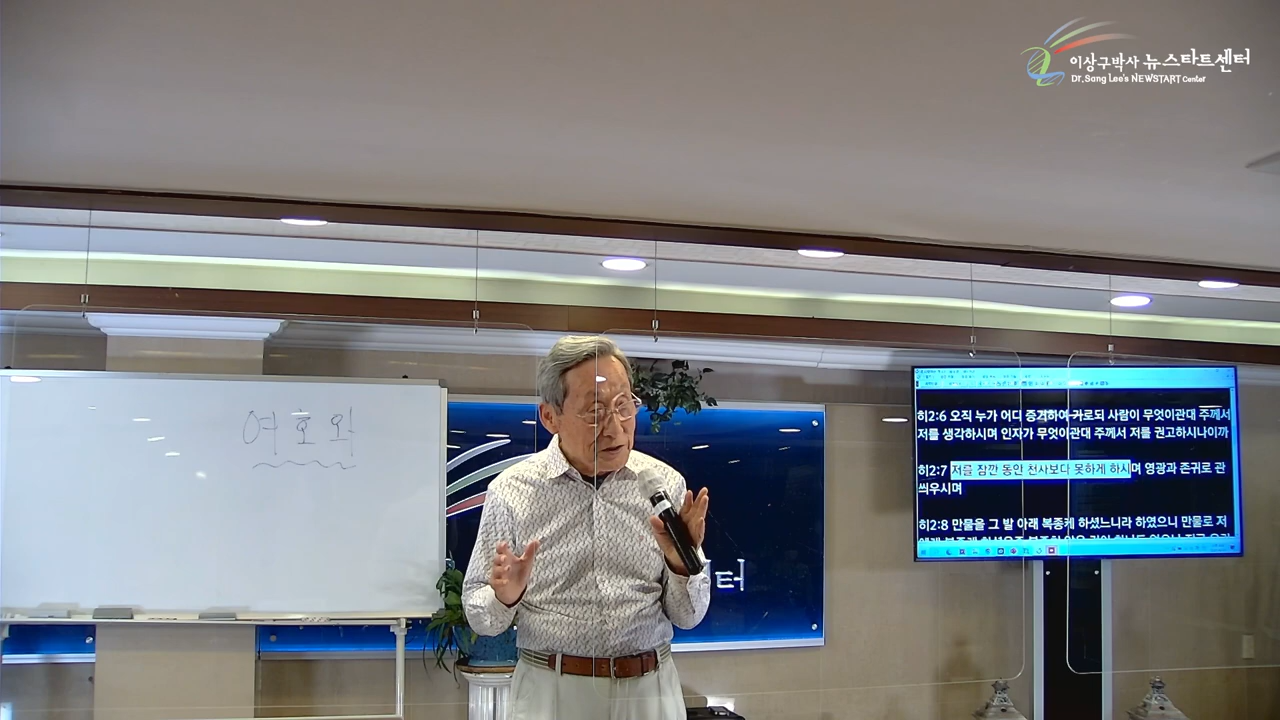 이상구박사 뉴스타트센터
Dr. Sang Lee's NEWSTART Center
여호와
히2:6 오직 누가 어디 증거하여 가로되 사람이 무엇이관대 주께서
저를 생각하시며 인자가 무엇이관대 주께서 저를 권고하시나이까
히2:7 저를 잠깐 동안 천사보다 못하게 하시며 영광과 존귀로 관
씌우시며
히2:8 만물을 그 발 아래 복종케 하셨느니라 하였으니 만물로 저
터